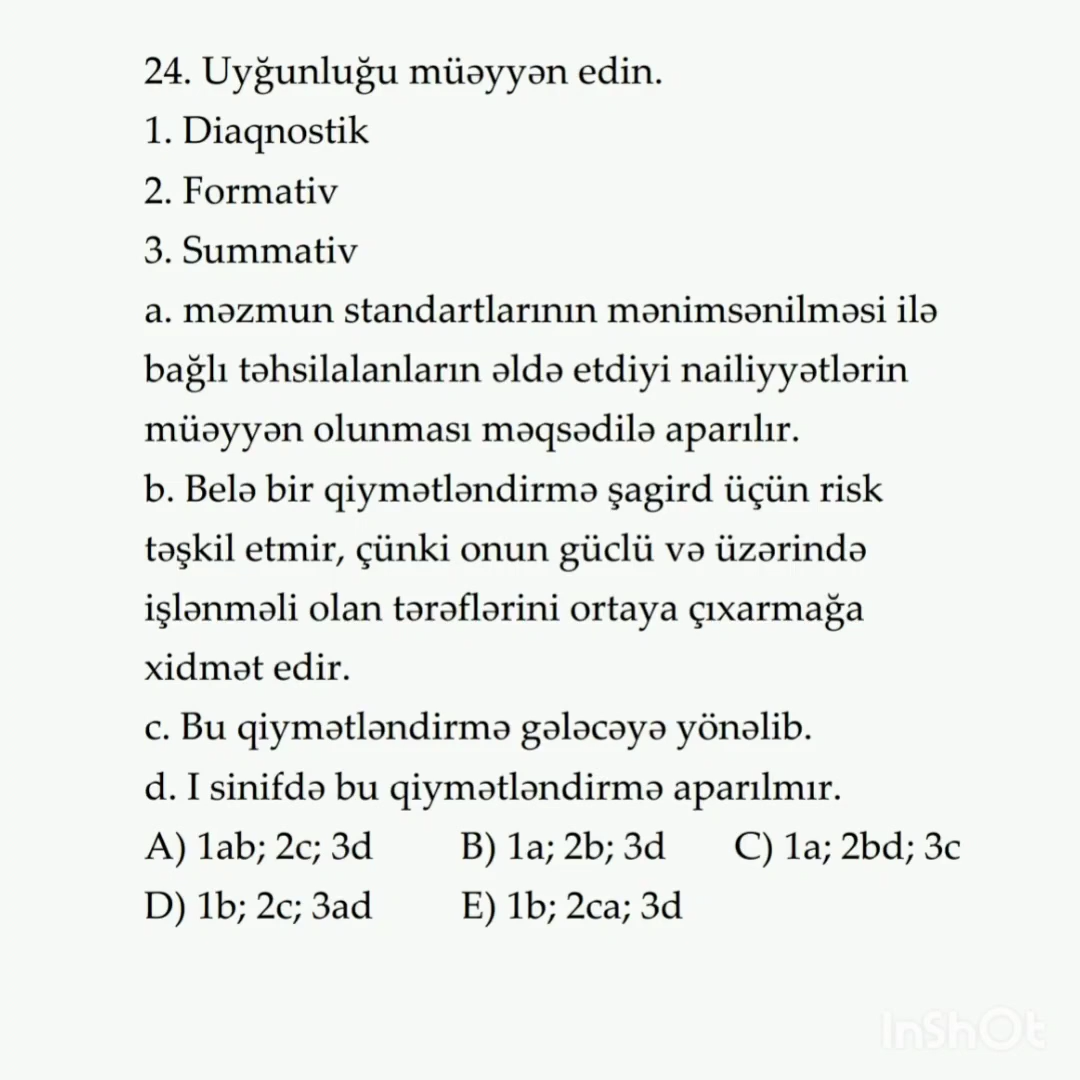 24. Uyğunluğu müəyyən edin.
1. Diaqnostik
2. Formativ
3. Summativ
a. məzmun standartlarının mənimsənilməsi ilə
bağlı təhsilalanların əldə etdiyi nailiyyətlərin
müəyyən olunması məqsədilə aparılır.
b. Belə bir qiymətləndirmə şagird üçün risk
təşkil etmir, çünki onun güclü və üzərində
işlənməli olan tərəflərini ortaya çıxarmağa
xidmət edir.
c. Bu qiymətləndirmə gələcəyə yönəlib.
d. I sinifdə bu qiymətləndirmə aparılmır.
A) 1ab; 2c; 3d B) 1a; 2b; 3d C) 1a; 2bd; 3c
D) 1b; 2c; 3ad E) 1b; 2ca; 3d
InShOt